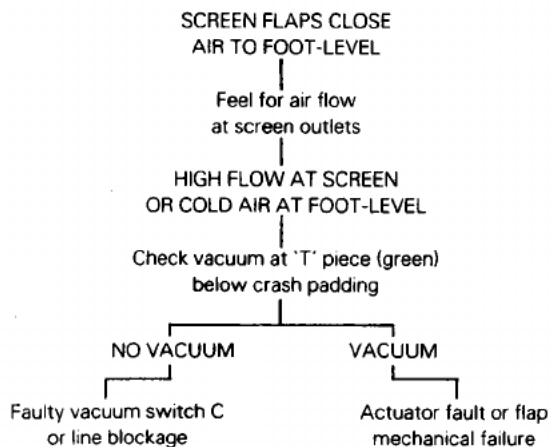 SCREEN FLAPS CLOSE
AIR TO FOOT-LEVEL
Feel for air flow
at screen outlets
HIGH FLOW AT SCREEN
OR COLD AIR AT FOOT-LEVEL
Check vacuum at 'T' piece (green)
below crash padding
NO VACUUM
VACUUM
Faulty vacuum switch C
or line blockage
Actuator fault or flap
mechanical failure